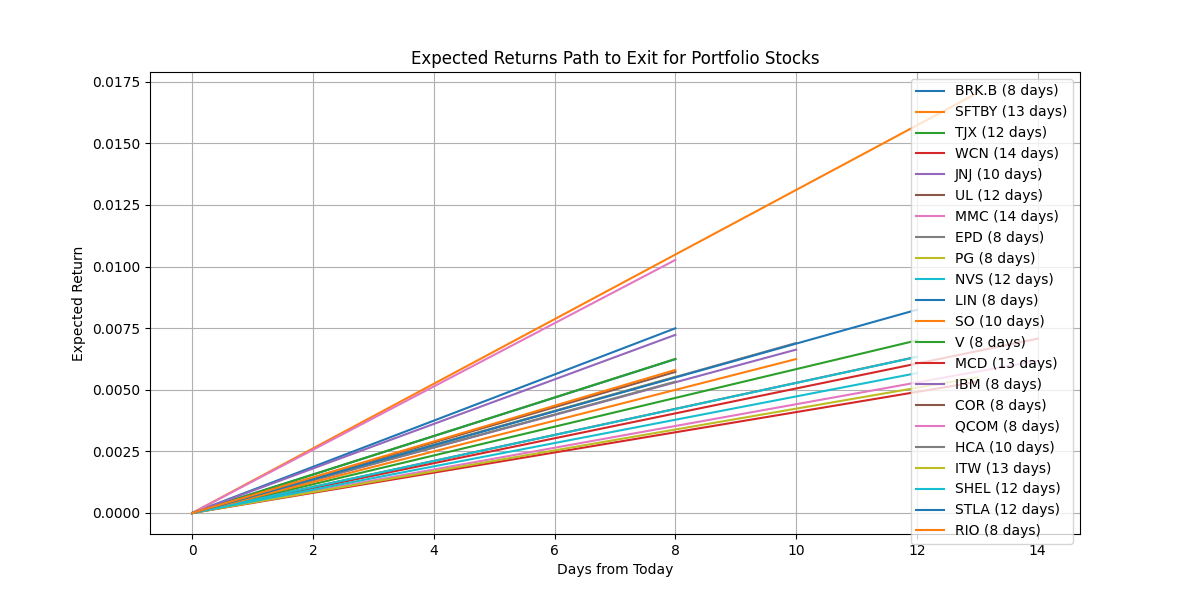 Expected Returns Path to Exit for Portfolio Stocks
0.0175
0.0150
0.0125
0.0100
0.0075
0.0050
0.0025
0.0000
Expected Return
BRK.B (8 days)
SFTBY (13 days)
TJX (12 days)
WCN (14 days)
JNJ (10 days)
UL (12 days)
MMC (14 days)
EPD (8 days)
PG (8 days)
NVS (12 days)
LIN (8 days)
SO (10 days)
V (8 days)
MCD (13 days)
IBM (8 days)
COR (8 days)
QCOM (8 days)
HCA (10 days)
ITW (13 days)
SHEL (12 days)
STLA (12 days)
RIO (8 days)
0 2 4 6 8 10 12 14
Days from Today